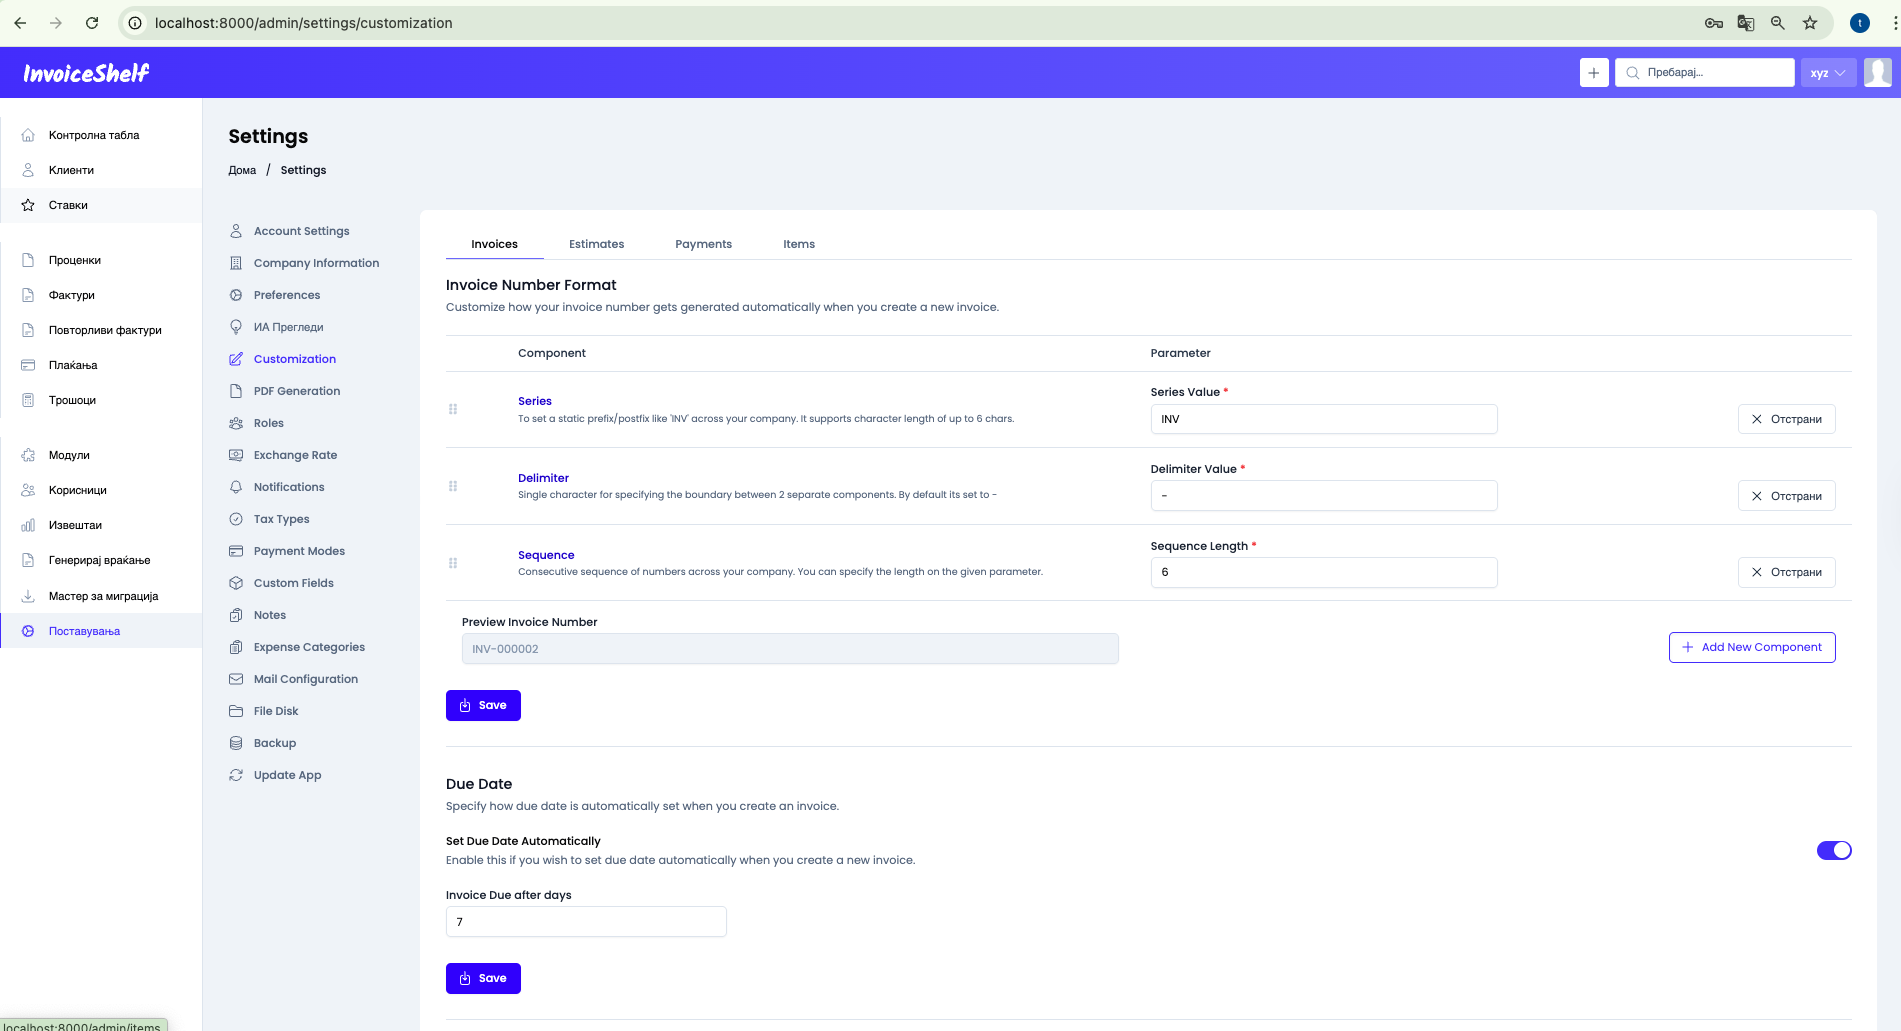 localhost:8000/admin/settings/customization
t
InvoiceShelf
Пребарај...
xyz
Контролна табла
Клиенти
Ставки
Проценки
Фактури
Повторливи фактури
Плаќања
Трошоци
Модули
Корисници
Извештаи
Генерирај враќање
Мастер за миграција
Поставувања
Settings
Дома / Settings
Account Settings
Company Information
Preferences
ИА Прегледи
Customization
PDF Generation
Roles
Exchange Rate
Notifications
Tax Types
Payment Modes
Custom Fields
Notes
Expense Categories
Mail Configuration
File Disk
Backup
Update App
Invoices Estimates Payments Items
Invoice Number Format
Customize how your invoice number gets generated automatically when you create a new invoice.
Component Parameter
Series
To set a static prefix/postfix like 'INV' across your company. It supports character length of up to 6 chars.
Series Value *
INV
Отстрани
Delimiter
Single character for specifying the boundary between 2 separate components. By default its set to -
Delimiter Value *
-
Отстрани
Sequence
Consecutive sequence of numbers across your company. You can specify the length on the given parameter.
Sequence Length *
6
Отстрани
Preview Invoice Number
INV-000002
Add New Component
Save
Due Date
Specify how due date is automatically set when you create an invoice.
Set Due Date Automatically
Enable this if you wish to set due date automatically when you create a new invoice.
Invoice Due after days
7
Save
localhost:8000/admin/items